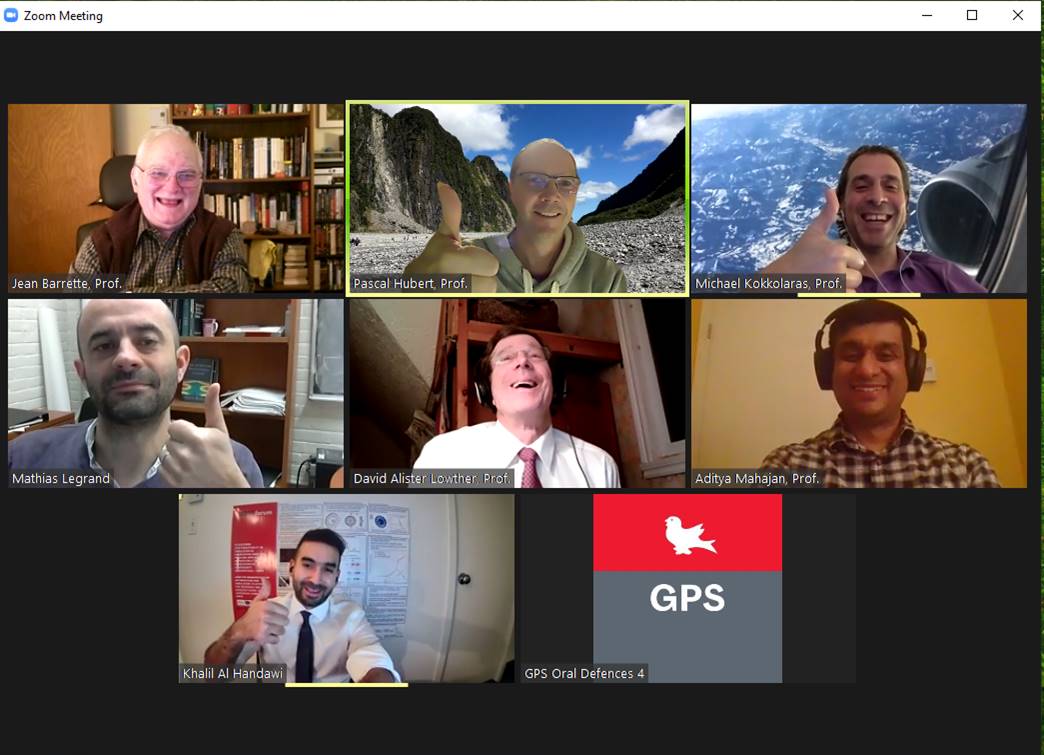 Zoom Meeting
Jean Barrette, Prof.
Pascal Hubert, Prof.
Michael Kokkolaras, Prof.
Mathias Legrand
David Alister Lowther, Prof.
Aditya Mahajan, Prof.
Khalil Al Handawi
GPS
GPS Oral Defences 4